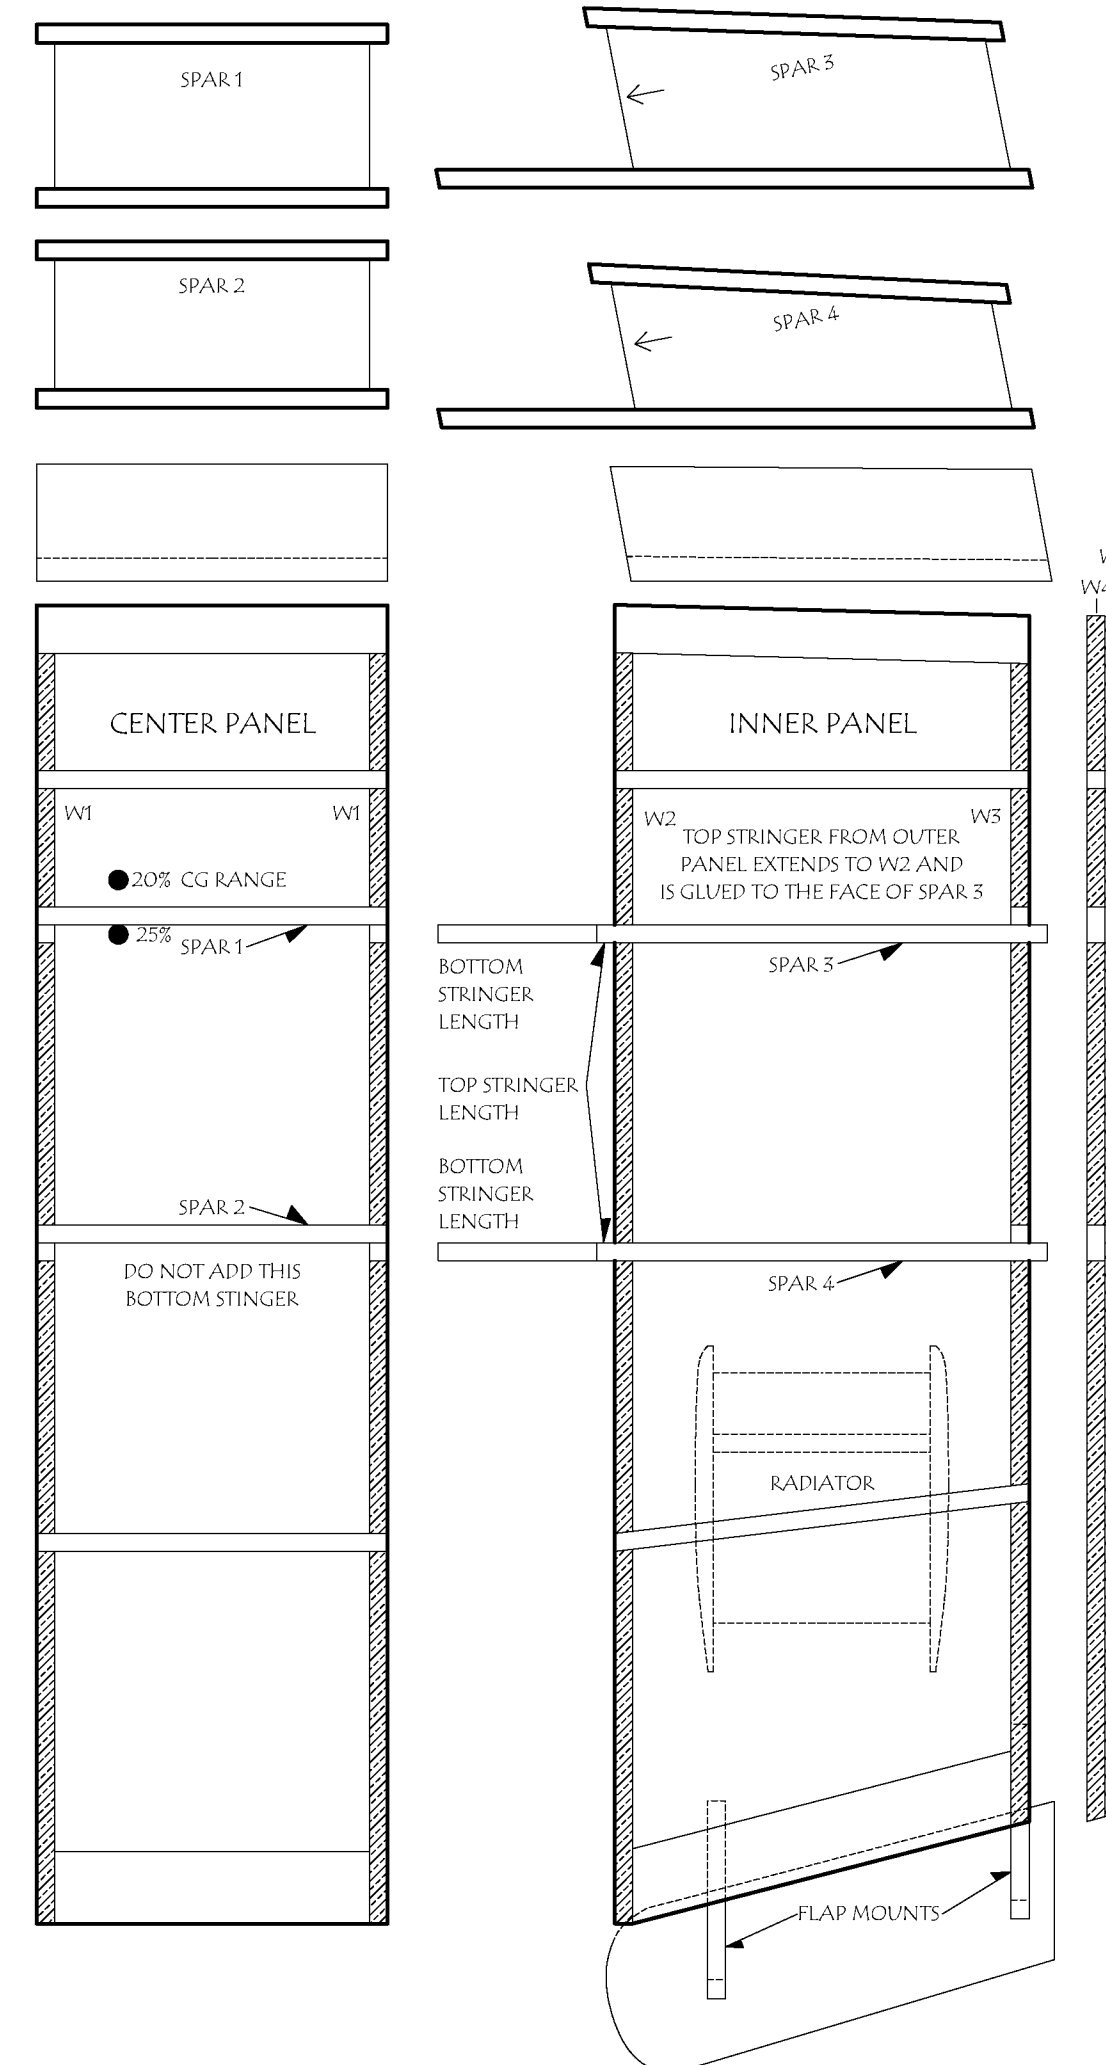 SPAR 1
SPAR 3
SPAR 2
SPAR 4
W4
CENTER PANEL
INNER PANEL
W1
W1
W2
W3
TOP STRINGER FROM OUTER
PANEL EXTENDS TO W2 AND
IS GLUED TO THE FACE OF SPAR 3
20% CG RANGE
25%
SPAR 1
SPAR 3
BOTTOM
STRINGER
LENGTH
TOP STRINGER
LENGTH
BOTTOM
STRINGER
LENGTH
SPAR 2
DO NOT ADD THIS
BOTTOM STINGER
SPAR 4
RADIATOR
FLAP MOUNTS